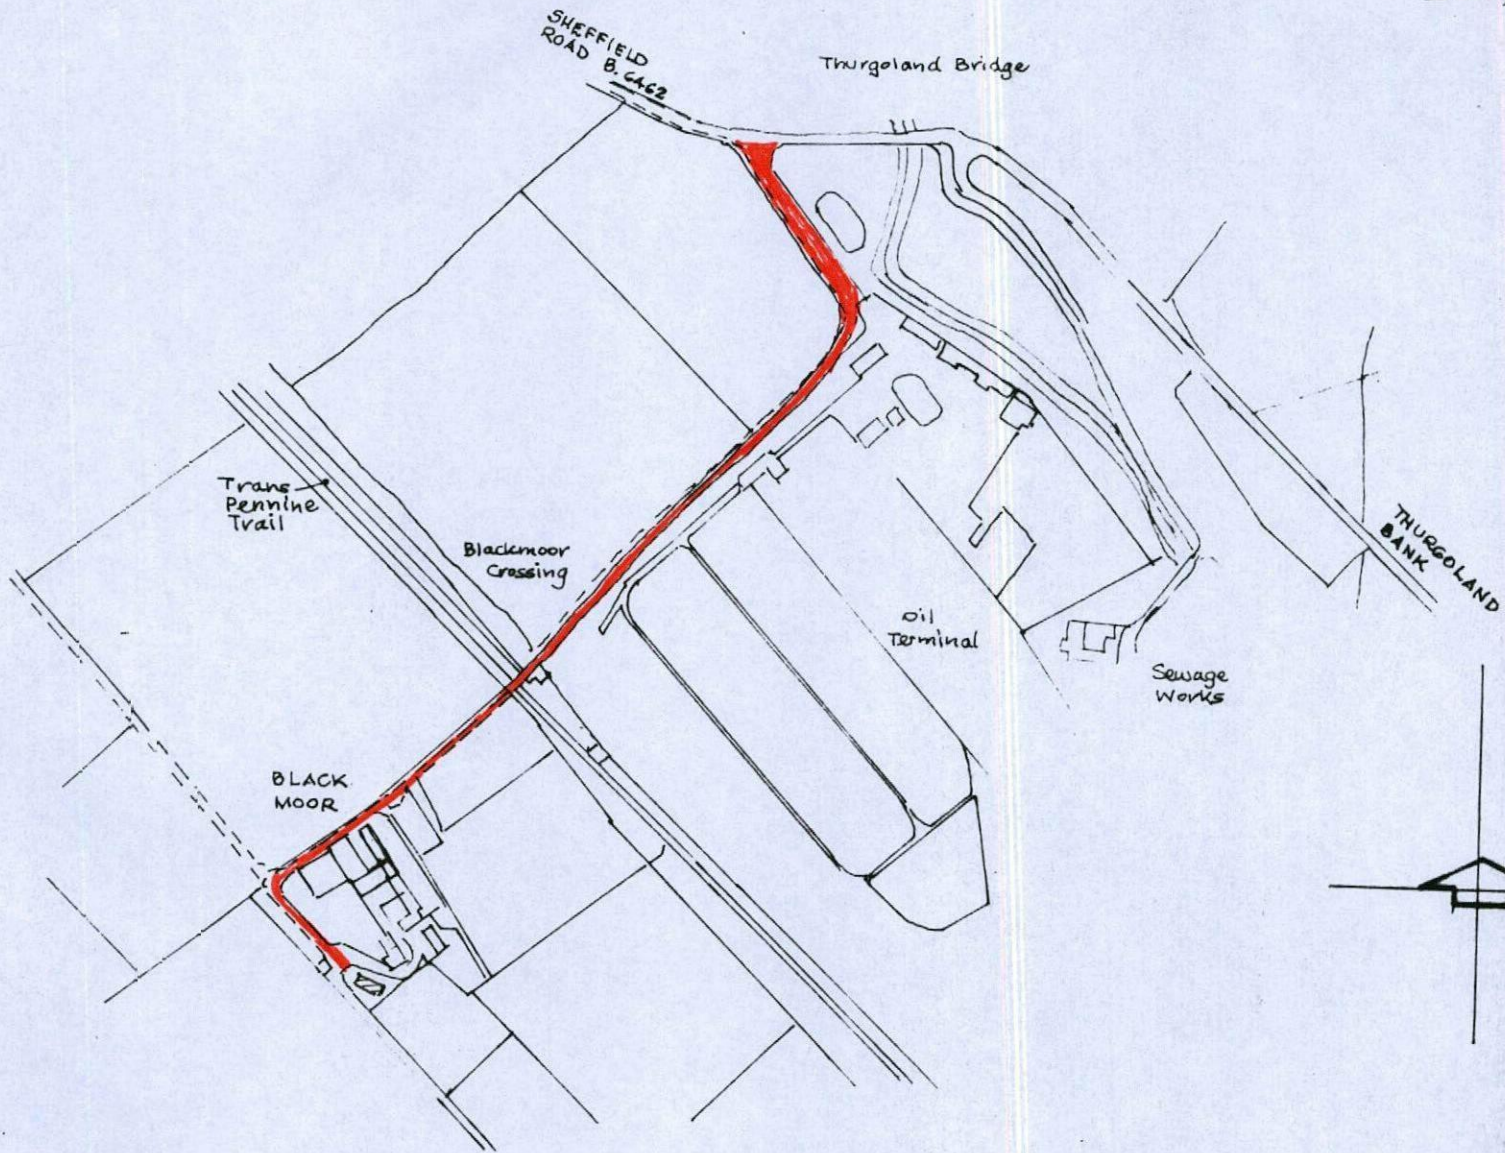 SHEFFIELD
ROAD B.6462
Thurgoland Bridge
Trans
Pennine
Trail
Blackmoor
Crossing
THURGOLAND
BANK
Oil
Terminal
Sewage
Works
BLACK
MOOR